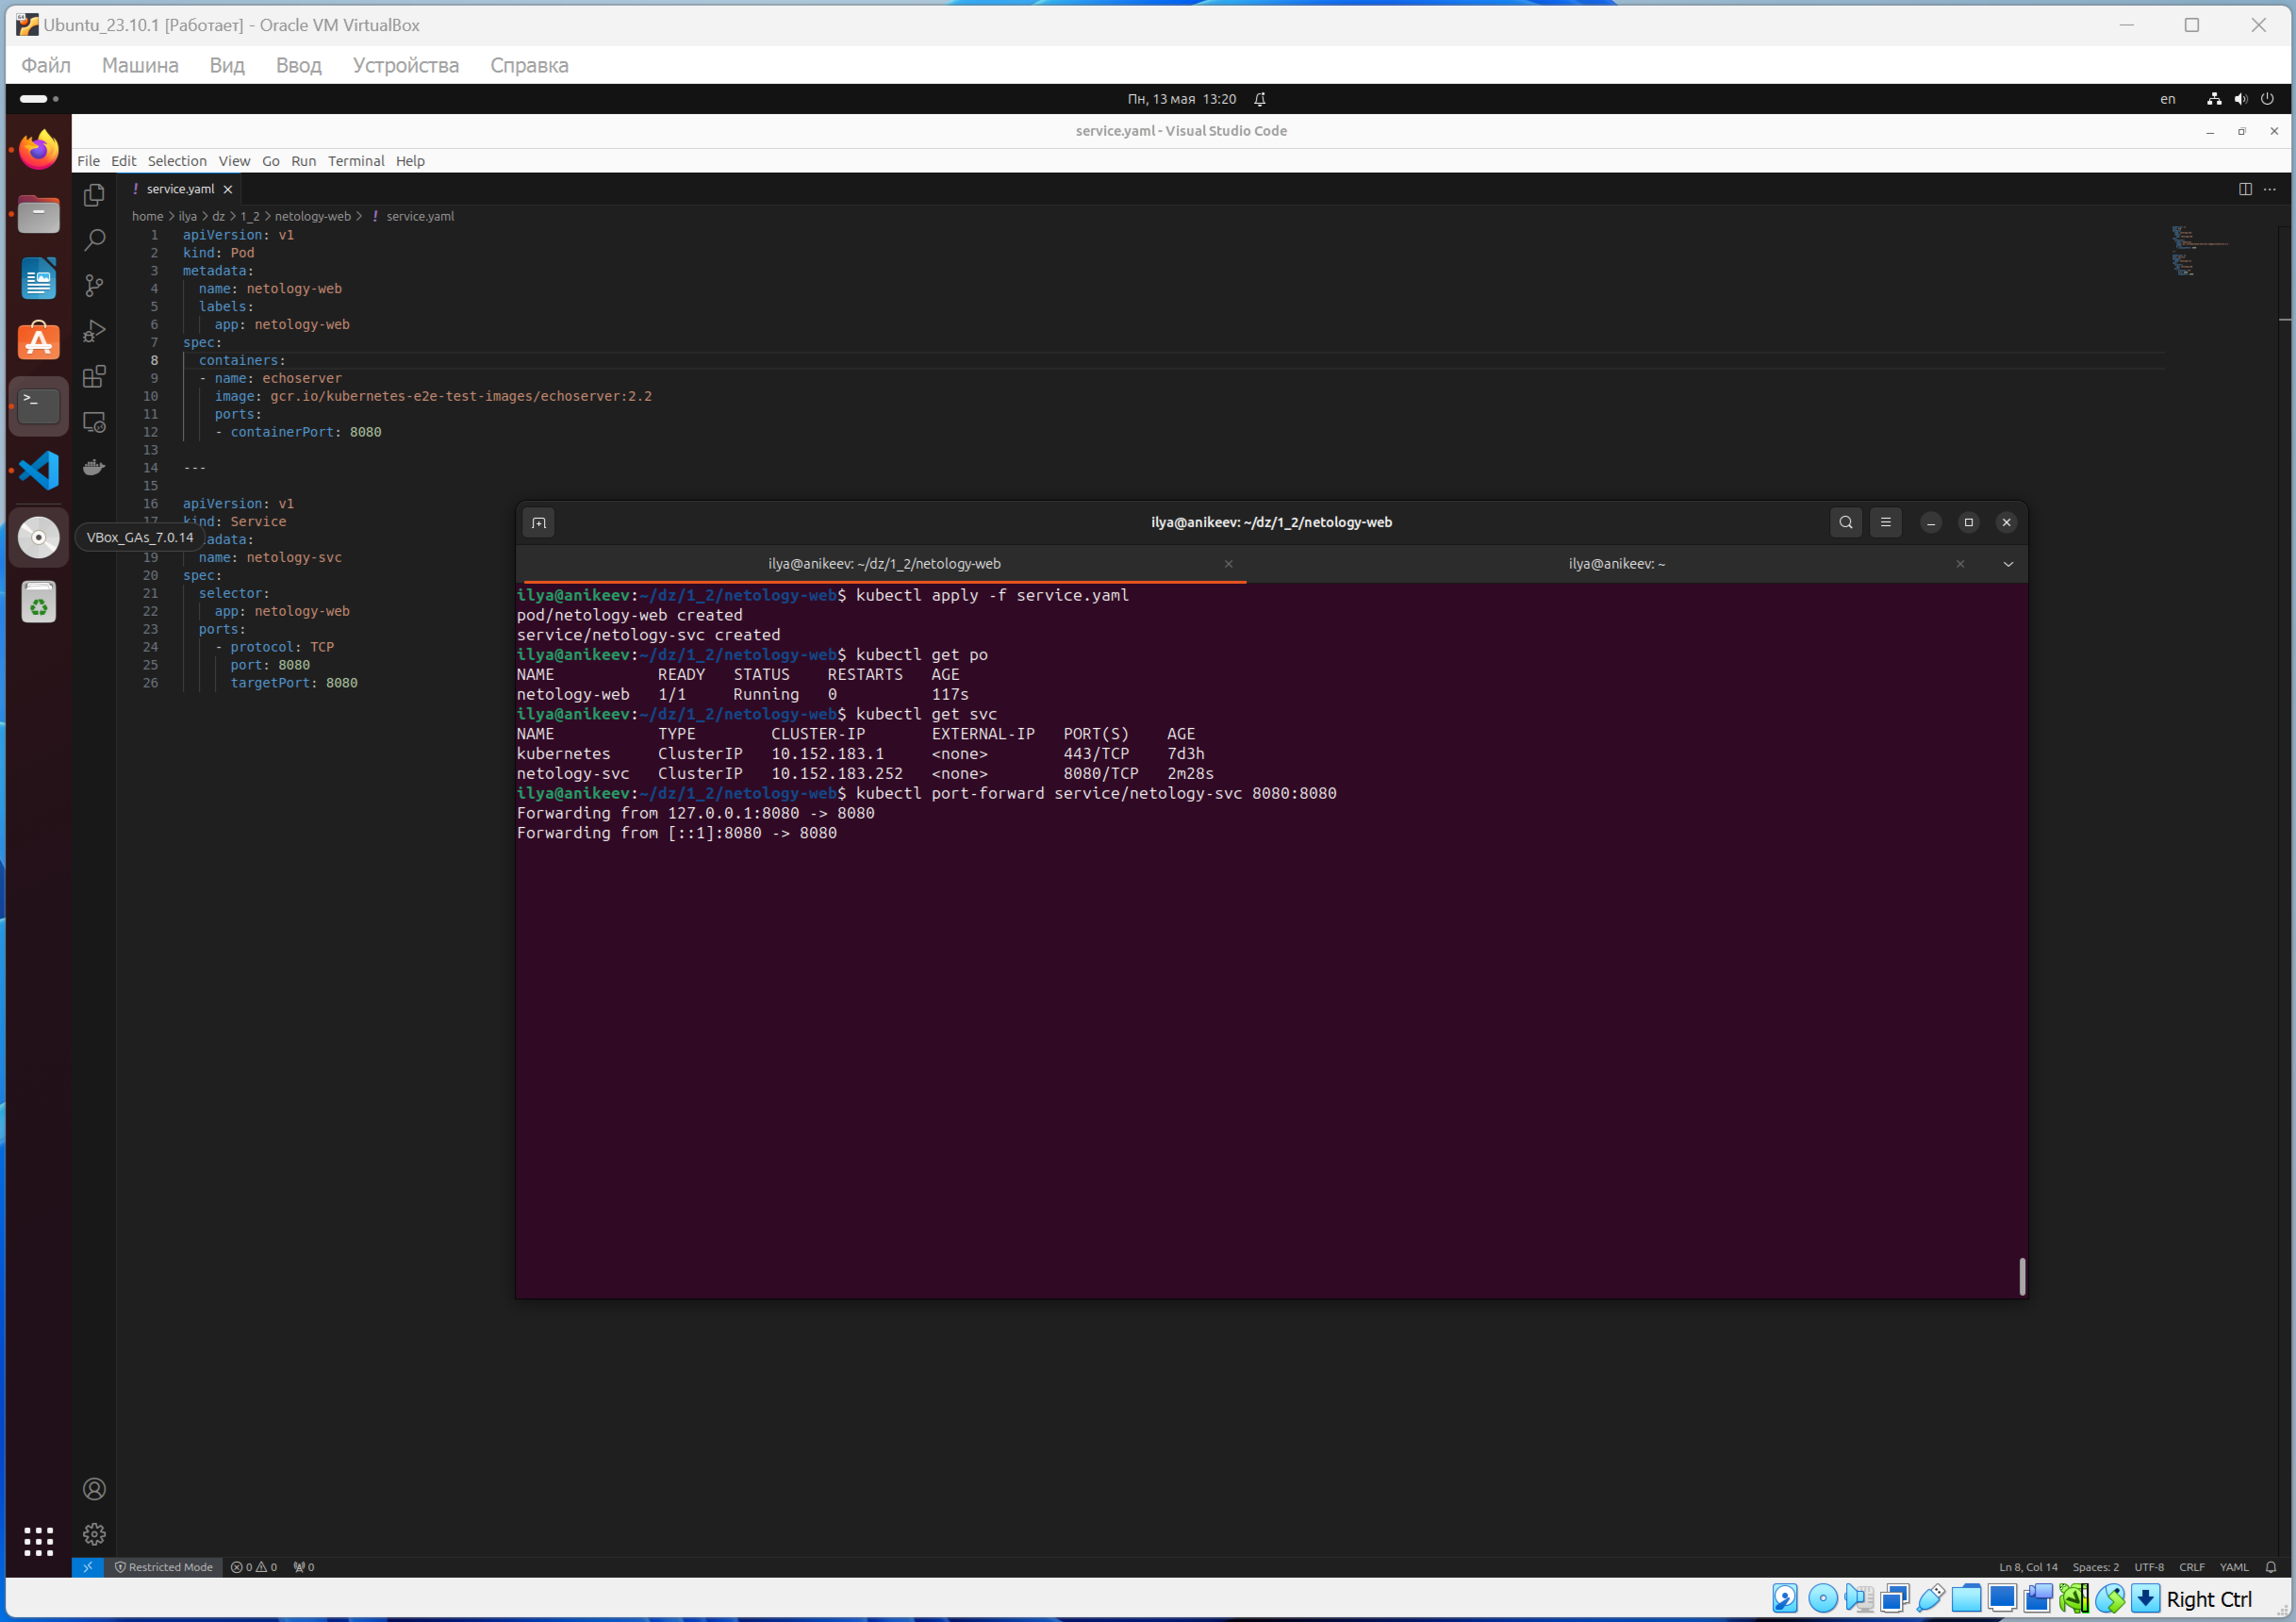 Ubuntu_23.10.1 [Работает] - Oracle VM VirtualBox
Файл Машина Вид Ввод Устройства Справка
Пн, 13 мая 13:20
en
service.yaml - Visual Studio Code
File Edit Selection View Go Run Terminal Help
! service.yaml
home > ilya > dz > 1_2 > netology-web > ! service.yaml
1 apiVersion: v1
2 kind: Pod
3 metadata:
4 name: netology-web
5 labels:
6 app: netology-web
7 spec:
8 containers:
9 - name: echoserver
10 image: gcr.io/kubernetes-e2e-test-images/echoserver:2.2
11 ports:
12 - containerPort: 8080
13
14 ---
15
16 apiVersion: v1
17 kind: Service
adata:
19 name: netology-svc
20 spec:
21 selector:
22 app: netology-web
23 ports:
24 - protocol: TCP
25 port: 8080
26 targetPort: 8080
VBox_GAs_7.0.14
ilya@anikeev: ~/dz/1_2/netology-web
ilya@anikeev: ~/dz/1_2/netology-web
ilya@anikeev: ~
ilya@anikeev:~/dz/1_2/netology-web$ kubectl apply -f service.yaml
pod/netology-web created
service/netology-svc created
ilya@anikeev:~/dz/1_2/netology-web$ kubectl get po
NAME READY STATUS RESTARTS AGE
netology-web 1/1 Running 0 117s
ilya@anikeev:~/dz/1_2/netology-web$ kubectl get svc
NAME TYPE CLUSTER-IP EXTERNAL-IP PORT(S) AGE
kubernetes ClusterIP 10.152.183.1 <none> 443/TCP 7d3h
netology-svc ClusterIP 10.152.183.252 <none> 8080/TCP 2m28s
ilya@anikeev:~/dz/1_2/netology-web$ kubectl port-forward service/netology-svc 8080:8080
Forwarding from 127.0.0.1:8080 -> 8080
Forwarding from [::1]:8080 -> 8080
Restricted Mode 0 0 0
Ln 8, Col 14 Spaces: 2 UTF-8 CRLF YAML
Right Ctrl